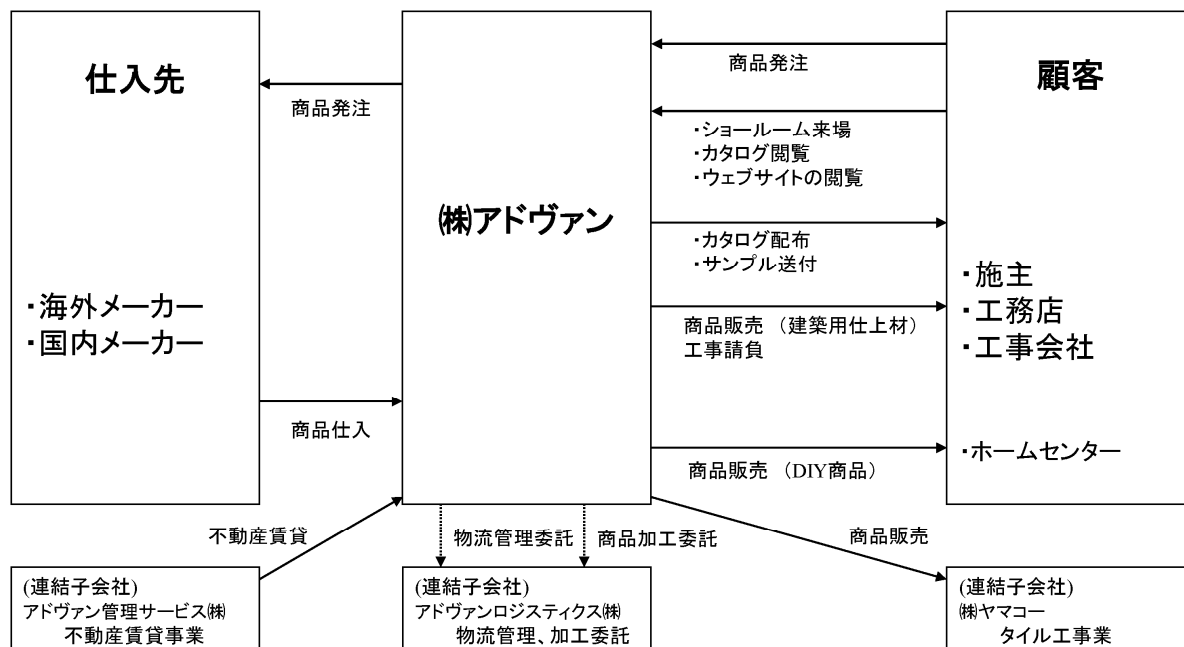 仕入先
・海外メーカー
・国内メーカー
商品発注
商品仕入
㈱アドヴァン
商品発注
・ショールーム来場
・カタログ閲覧
・ウェブサイトの閲覧
・カタログ配布
・サンプル送付
商品販売 （建築用仕上材）
工事請負
商品販売 （DIY商品）
顧客
・施主
・工務店
・工事会社
・ホームセンター
不動産賃貸
物流管理委託
商品加工委託
商品販売
(連結子会社)
アドヴァン管理サービス㈱
不動産賃貸事業
(連結子会社)
アドヴァンロジスティクス㈱
物流管理、加工委託
(連結子会社)
㈱ヤマコー
タイル工事業